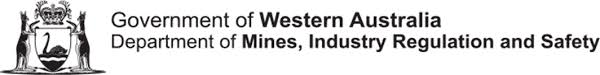 Government of Western Australia
Department of Mines, Industry Regulation and Safety